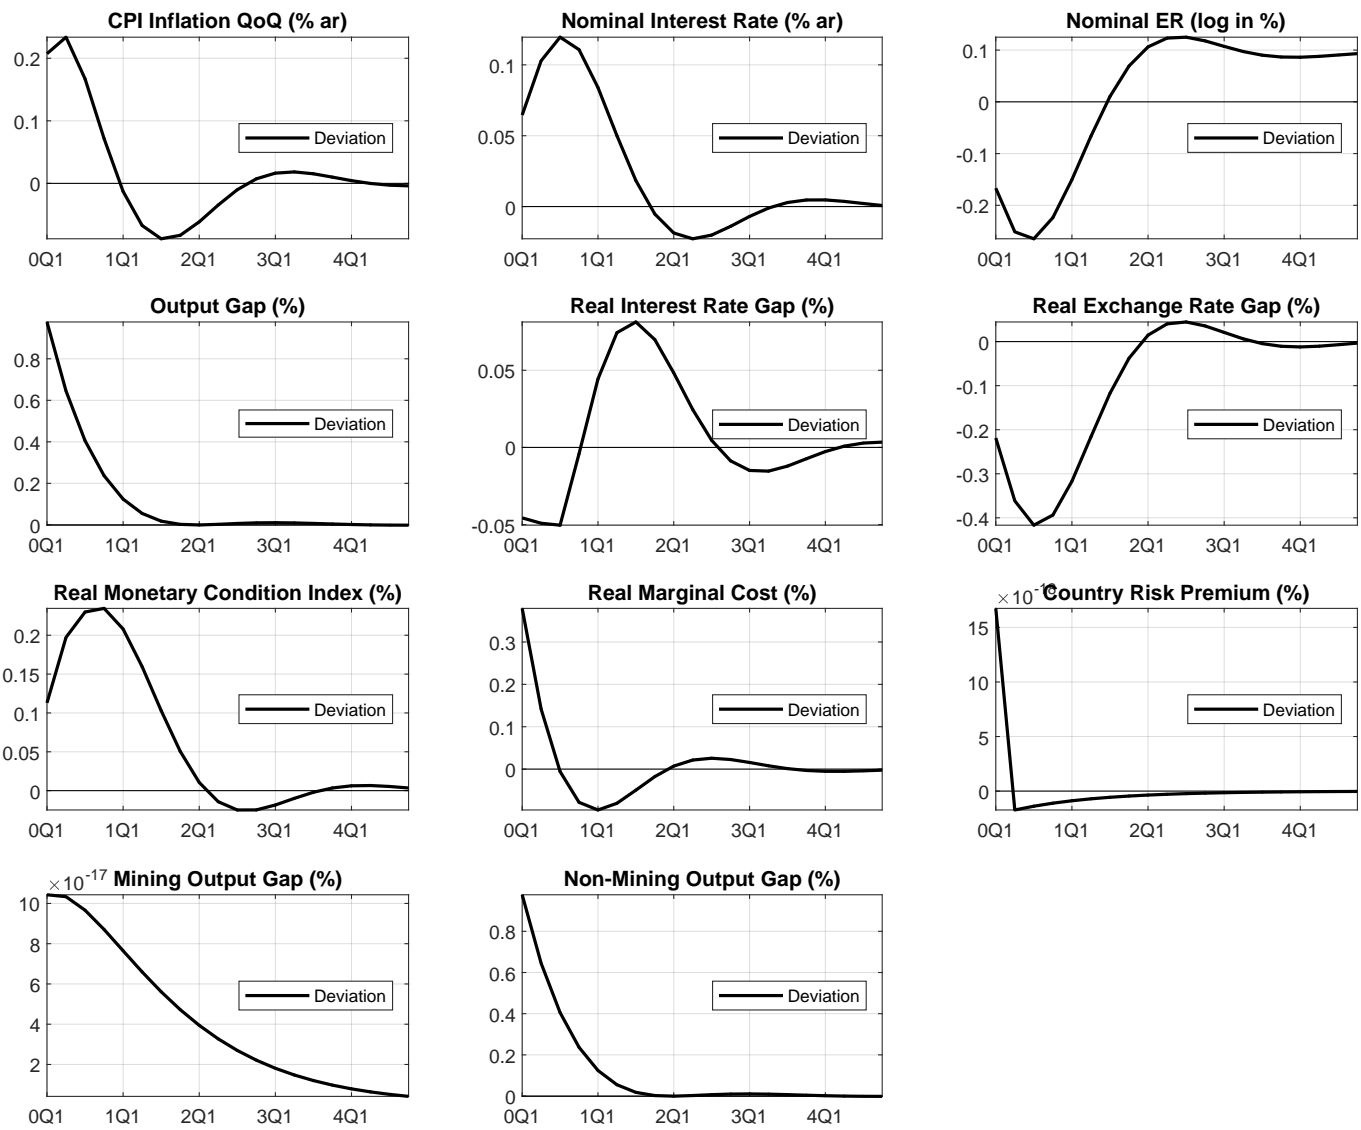 CPI Inflation QoQ (% ar)
0.2
0.1
0
Deviation
0Q1 1Q1 2Q1 3Q1 4Q1
Nominal Interest Rate (% ar)
0.1
0.05
0
Deviation
0Q1 1Q1 2Q1 3Q1 4Q1
Nominal ER (log in %)
0.1
0
-0.1
-0.2
Deviation
0Q1 1Q1 2Q1 3Q1 4Q1
Output Gap (%)
0.8
0.6
0.4
0.2
0
Deviation
0Q1 1Q1 2Q1 3Q1 4Q1
Real Interest Rate Gap (%)
0.05
0
-0.05
Deviation
0Q1 1Q1 2Q1 3Q1 4Q1
Real Exchange Rate Gap (%)
0
-0.1
-0.2
-0.3
-0.4
Deviation
0Q1 1Q1 2Q1 3Q1 4Q1
Real Monetary Condition Index (%)
0.2
0.15
0.1
0.05
0
Deviation
0Q1 1Q1 2Q1 3Q1 4Q1
Real Marginal Cost (%)
0.3
0.2
0.1
0
Deviation
0Q1 1Q1 2Q1 3Q1 4Q1
Country Risk Premium (%)
15
10
5
0
Deviation
0Q1 1Q1 2Q1 3Q1 4Q1
×10⁻¹⁷ Mining Output Gap (%)
10
8
6
4
2
Deviation
0Q1 1Q1 2Q1 3Q1 4Q1
Non-Mining Output Gap (%)
0.8
0.6
0.4
0.2
0
Deviation
0Q1 1Q1 2Q1 3Q1 4Q1